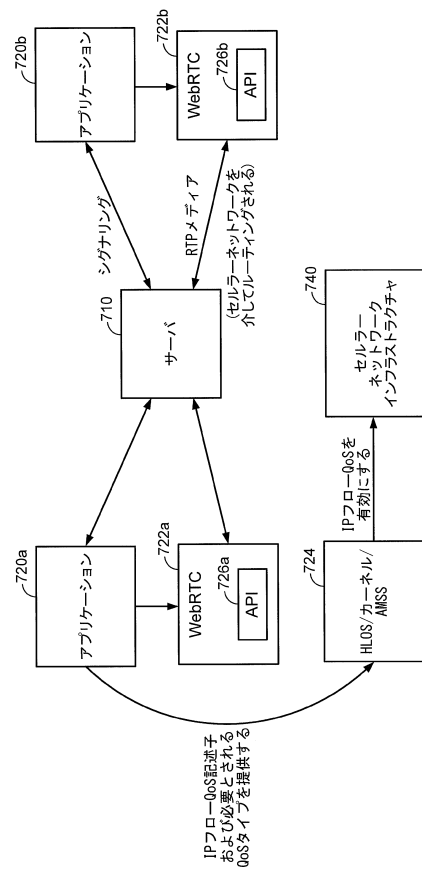 720a
アプリケーション
722a
WebRTC
726a
API
IPフローQoS記述子
および必要とされる
QoSタイプを提供する
724
HLOS/カーネル/
AMSS
IPフローQoSを
有効にする
740
セルラー
ネットワーク
インフラストラクチャ
710
サーバ
シグナリング
RTPメディア
(セルラーネットワークを
介してルーティングされる)
720b
アプリケーション
722b
WebRTC
726b
API